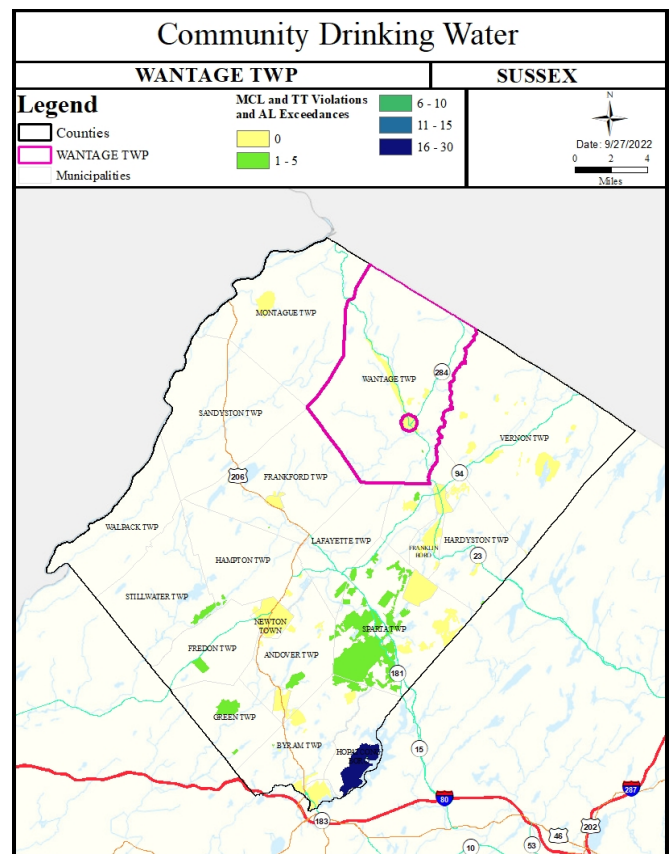 Community Drinking Water
WANTAGE TWP
SUSSEX
Legend
Counties
WANTAGE TWP
Municipalities
MCL and TT Violations
and AL Exceedances
0
1 - 5
6 - 10
11 - 15
16 - 30
N
Date: 9/27/2022
0 2 4
Miles
MONTAGUE TWP
WANTAGE TWP
284
SANDYSTON TWP
VERNON TWP
94
206
FRANKFORD TWP
WALPACK TWP
LAFAYETTE TWP
HARDYSTON TWP
FRANKLIN
BORO
23
HAMPTON TWP
STILLWATER TWP
NEWTON
TOWN
SPARTA TWP
FREDON TWP
ANDOVER TWP
181
GREEN TWP
BYRAM TWP
15
287
80
183
202
46
10
53